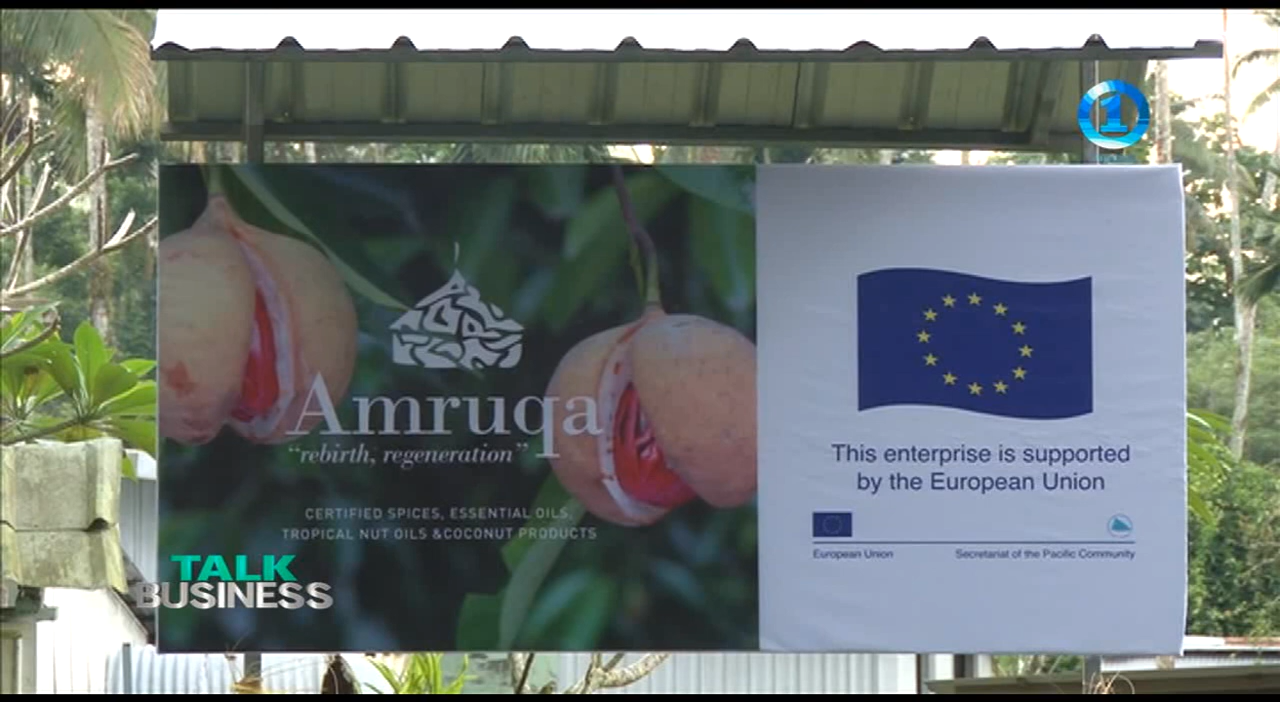 1
Amruqa
"rebirth, regeneration"
CERTIFIED SPICES, ESSENTIAL OILS,
TROPICAL NUT OILS &COCONUT PRODUCTS
This enterprise is supported
by the European Union
European Union
Secretariat of the Pacific Community
TALK
BUSINESS